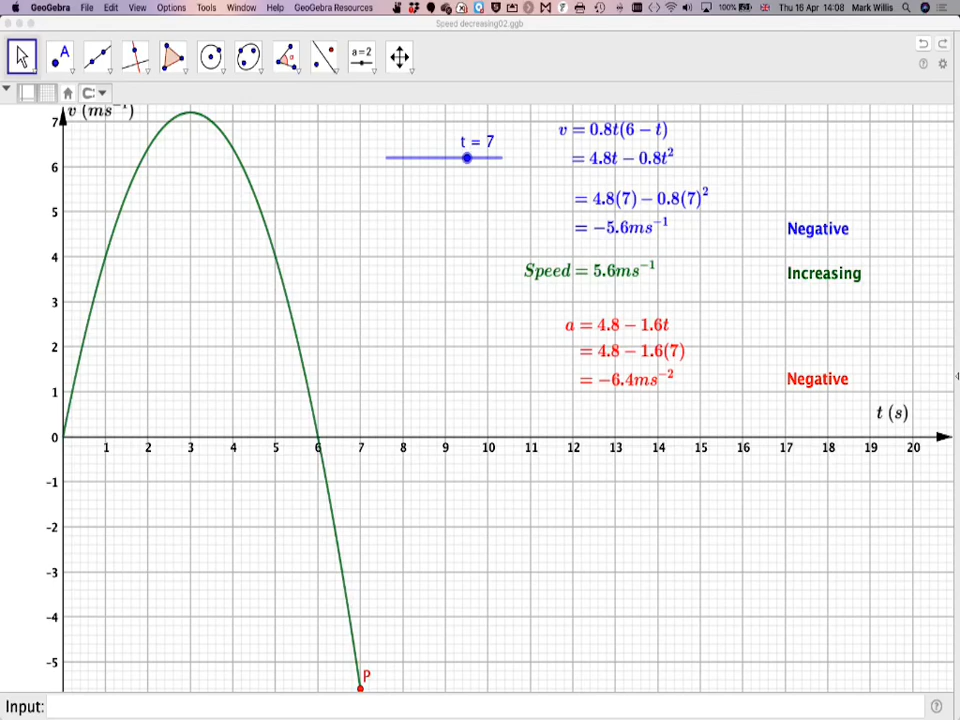 GeoGebra File Edit View Options Tools Window Help GeoGebra Resources 100% Thu 16 Apr 14:08 Mark Willis
Speed decreasing02.ggb
A
a=2
v (ms⁻¹)
t = 7
v = 0.8t(6 − t)
= 4.8t − 0.8t²
= 4.8(7) − 0.8(7)²
= −5.6ms⁻¹ Negative
Speed = 5.6ms⁻¹ Increasing
a = 4.8 − 1.6t
= 4.8 − 1.6(7)
= −6.4ms⁻² Negative
t (s)
7
6
5
4
3
2
1
0
1 2 3 4 5 6 7 8 9 10 11 12 13 14 15 16 17 18 19 20
-1
-2
-3
-4
-5
P
Input: